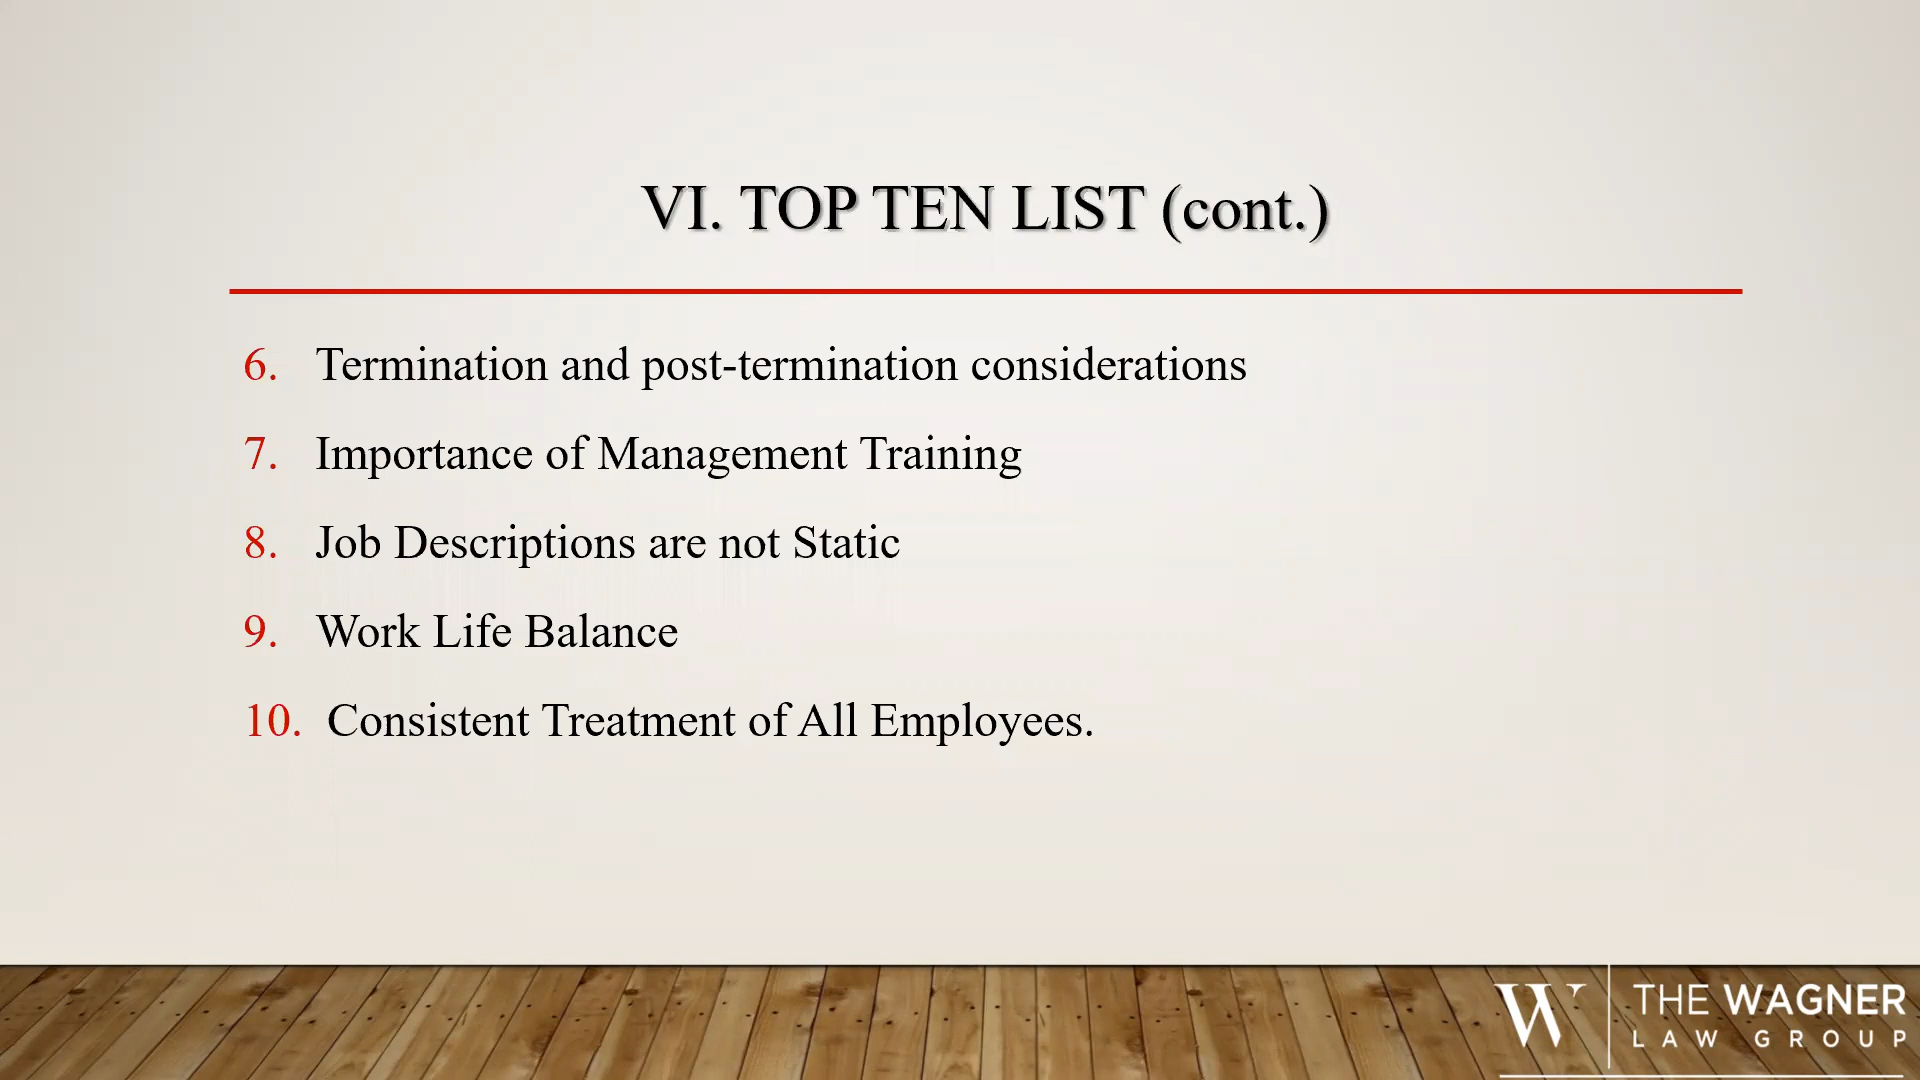 VI. TOP TEN LIST (cont.)
6. Termination and post-termination considerations
7. Importance of Management Training
8. Job Descriptions are not Static
9. Work Life Balance
10. Consistent Treatment of All Employees.
W
THE WAGNER
LAW GROUP